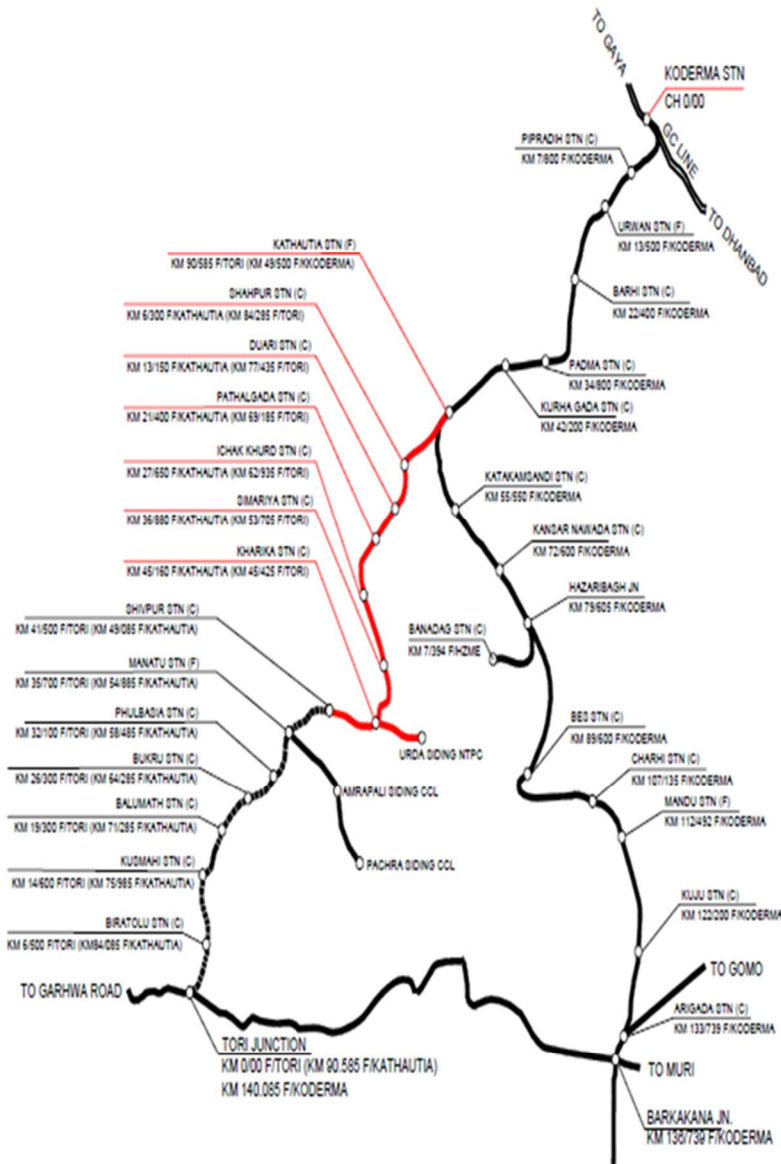 TO GAYA
KODERMA STN
CH 0/00
GC LINE
TO DHANBAD
PIPRADIH STN (C)
KM 7/800 F/KODERMA
URWAN STN (F)
KM 13/500 F/KODERMA
BARHI STN (C)
KM 22/400 F/KODERMA
PADMA STN (C)
KM 34/800 F/KODERMA
KURHA GADA STN (C)
KM 42/200 F/KODERMA
KATHAUTIA STN (F)
KM 90/585 F/TORI (KM 49/500 F/KKODERMA)
SHAHPUR STN (C)
KM 6/300 F/KATHAUTIA (KM 84/285 F/TORI)
DUARI STN (C)
KM 13/150 F/KATHAUTIA (KM 77/435 F/TORI)
PATHALGADA STN (C)
KM 21/400 F/KATHAUTIA (KM 69/185 F/TORI)
ICHAK KHURD STN (C)
KM 27/650 F/KATHAUTIA (KM 62/935 F/TORI)
SIMARIYA STN (C)
KM 36/880 F/KATHAUTIA (KM 53/705 F/TORI)
KHARIKA STN (C)
KM 45/160 F/KATHAUTIA (KM 45/425 F/TORI)
SHIVPUR STN (C)
KM 41/500 F/TORI (KM 49/085 F/KATHAUTIA)
MANATU STN (F)
KM 35/700 F/TORI (KM 54/885 F/KATHAUTIA)
PHULBASIA STN (C)
KM 32/100 F/TORI (KM 58/485 F/KATHAUTIA)
BUKRU STN (C)
KM 26/300 F/TORI (KM 64/285 F/KATHAUTIA)
BALUMATH STN (C)
KM 19/300 F/TORI (KM 71/285 F/KATHAUTIA)
KUSMAHI STN (C)
KM 14/600 F/TORI (KM 75/985 F/KATHAUTIA)
BIRATOLU STN (C)
KM 6/500 F/TORI (KM84/085 F/KATHAUTIA)
KATAKAMSANDI STN (C)
KM 55/550 F/KODERMA
KANSAR NAWADA STN (C)
KM 72/600 F/KODERMA
HAZARIBAGH JN
KM 79/605 F/KODERMA
BANADAG STN (C)
KM 7/394 F/HZME
URDA SIDING NTPC
AMRAPALI SIDING CCL
PACHRA SIDING CCL
BES STN (C)
KM 89/600 F/KODERMA
CHARHI STN (C)
KM 107/135 F/KODERMA
MANDU STN (F)
KM 112/492 F/KODERMA
KUJU STN (C)
KM 122/200 F/KODERMA
TO GOMO
ARIGADA STN (C)
KM 133/739 F/KODERMA
TO MURI
BARKAKANA JN.
KM 136/739 F/KODERMA
TO GARHWA ROAD
TORI JUNCTION
KM 0/00 F/TORI (KM 90.585 F/KATHAUTIA)
KM 140.085 F/KODERMA